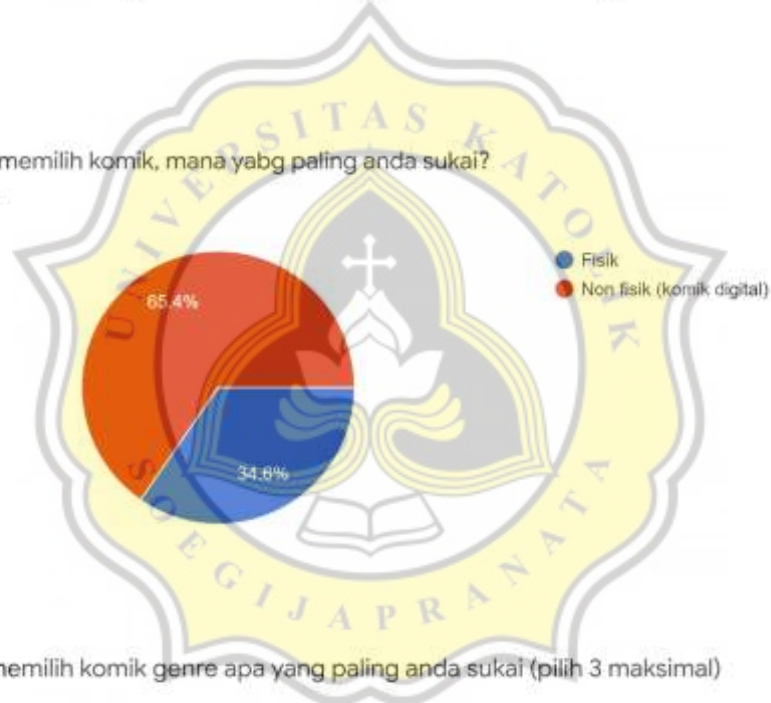 memilih komik, mana yabg paling anda sukai?
UNIVERSITAS KATOLIK
Fisik
Non fisik (komik digital)
65.4%
34.6%
SOEGIJAPRANATA
memilih komik genre apa yang paling anda sukai (pilih 3 maksimal)